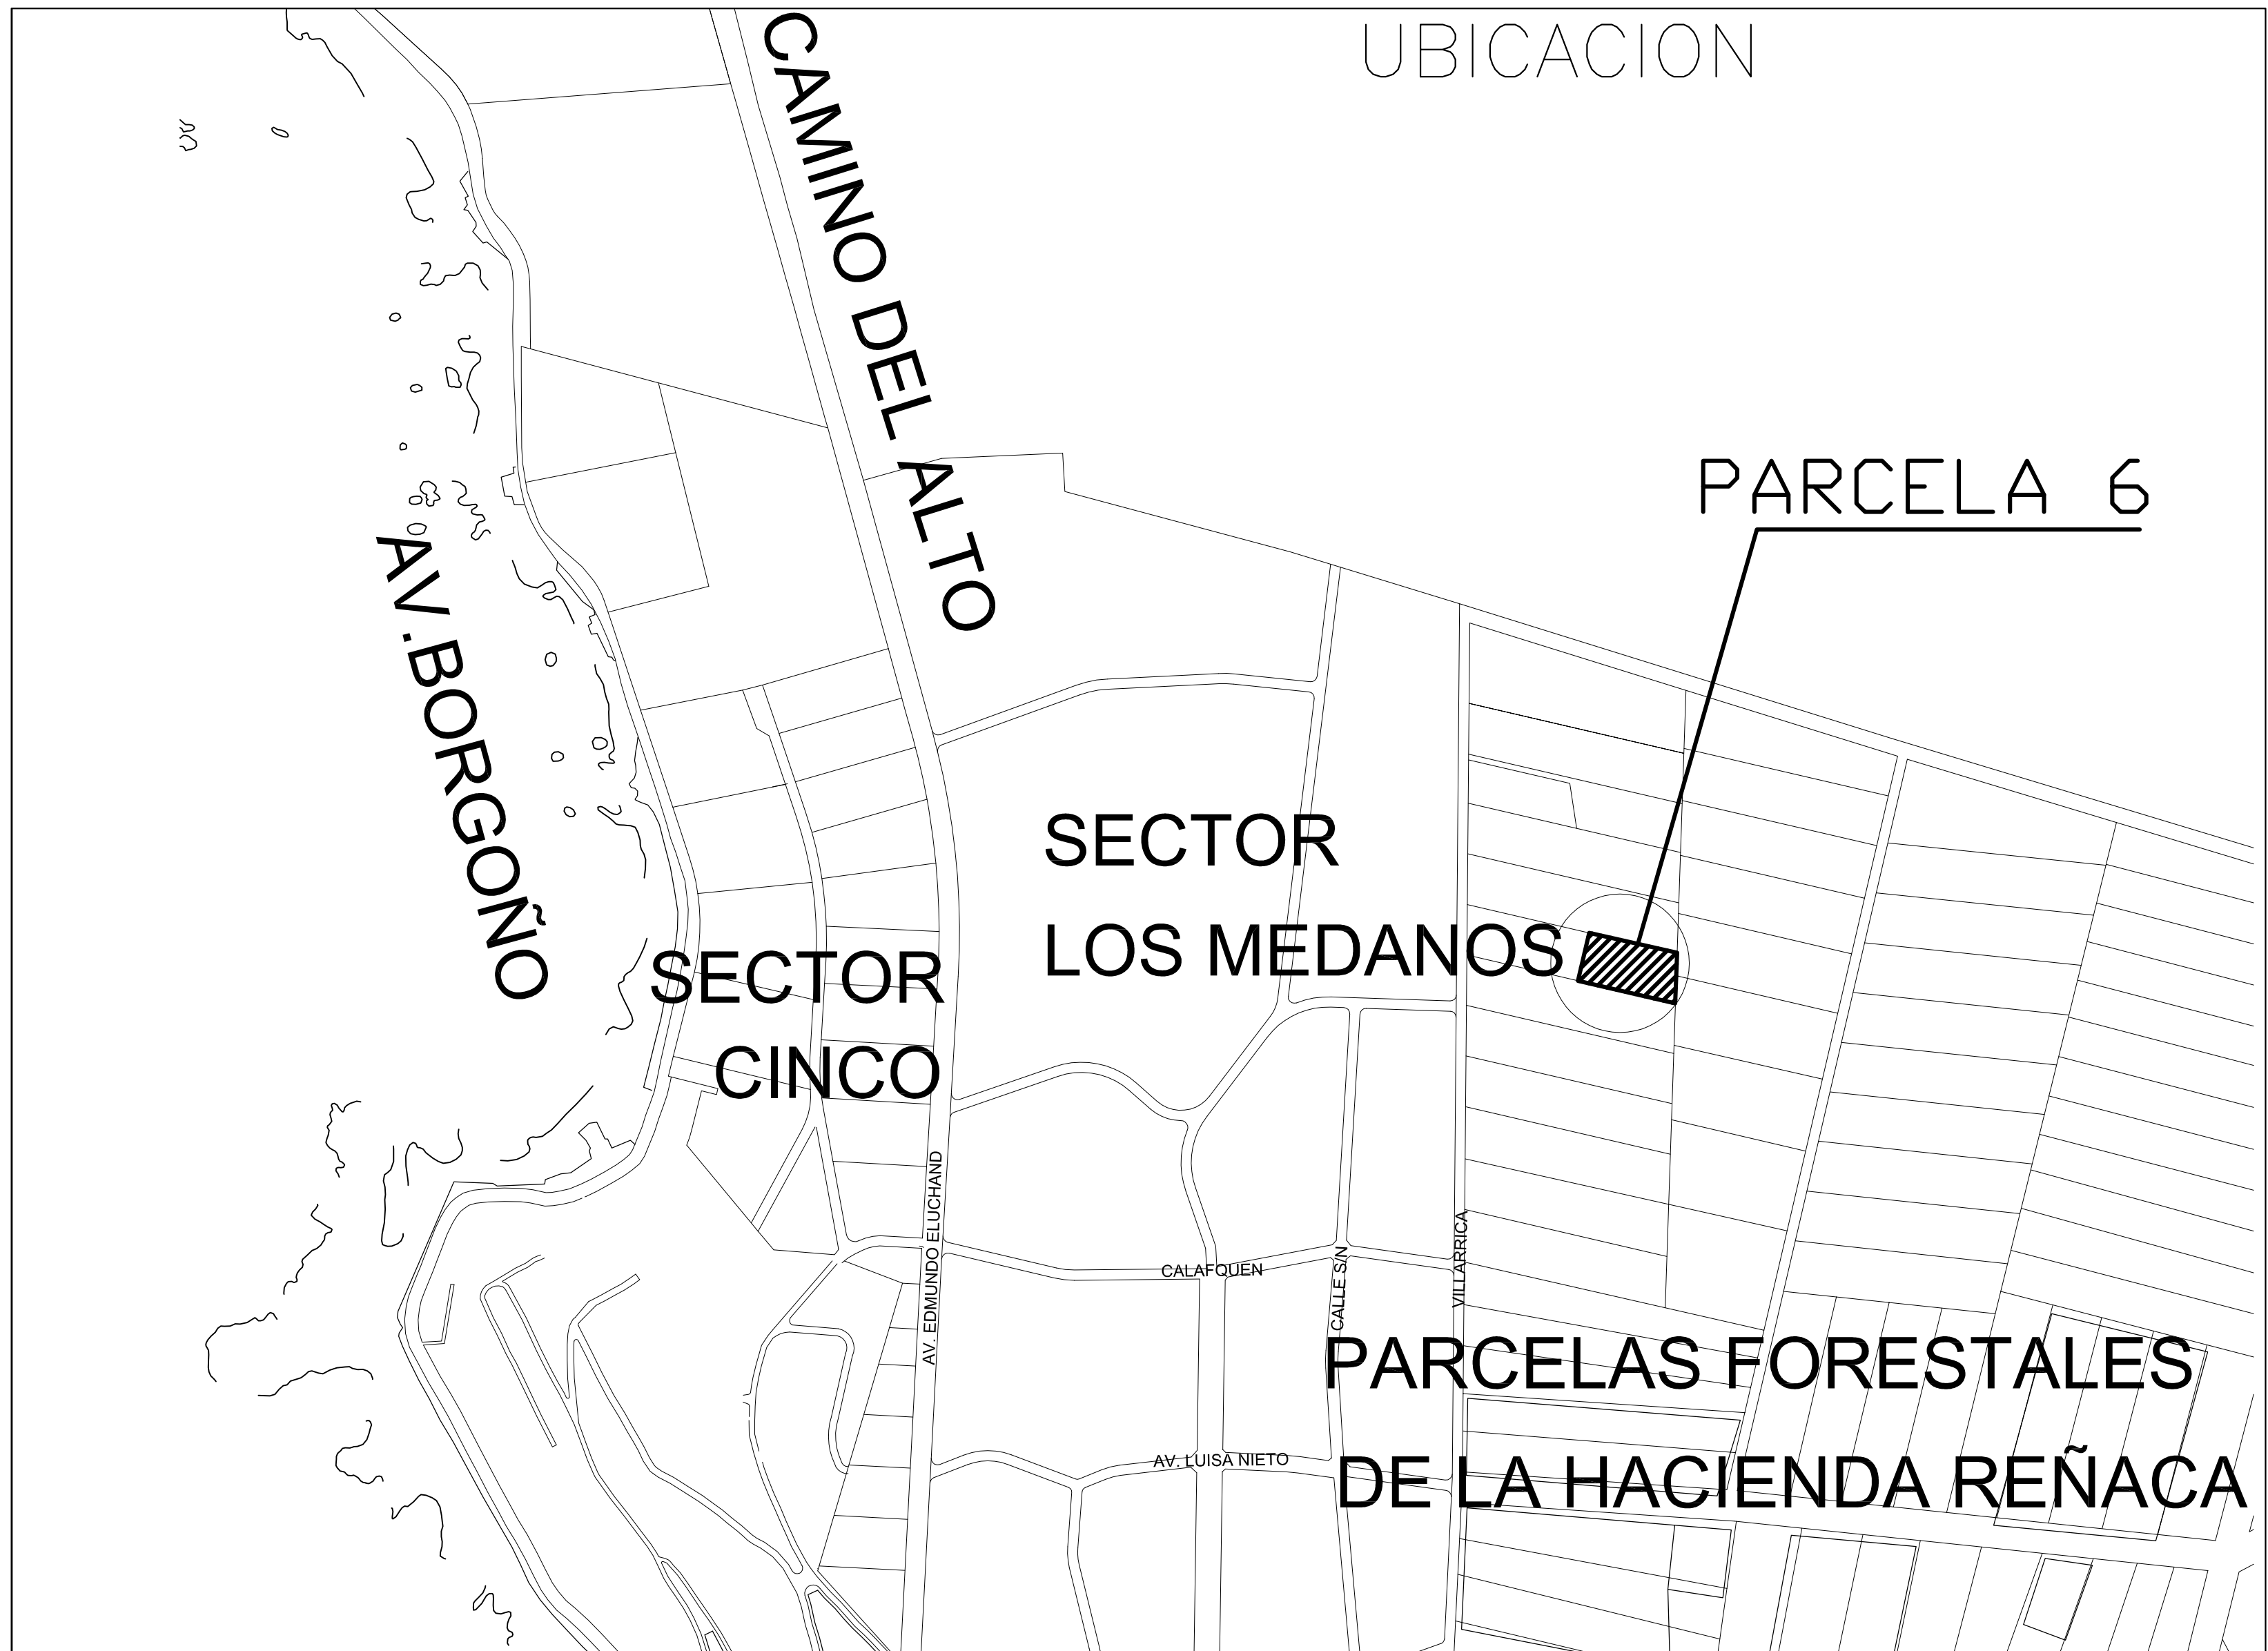 UBICACION
CAMINO DEL ALTO
PARCELA 6
AV.BORGOÑO
SECTOR
LOS MEDANOS
SECTOR
CINCO
AV. EDMUNDO ELUCHAND
CALAFQUEN
CALLE S/N
VILLARRICA
PARCELAS FORESTALES
DE LA HACIENDA REÑACA
AV. LUISA NIETO